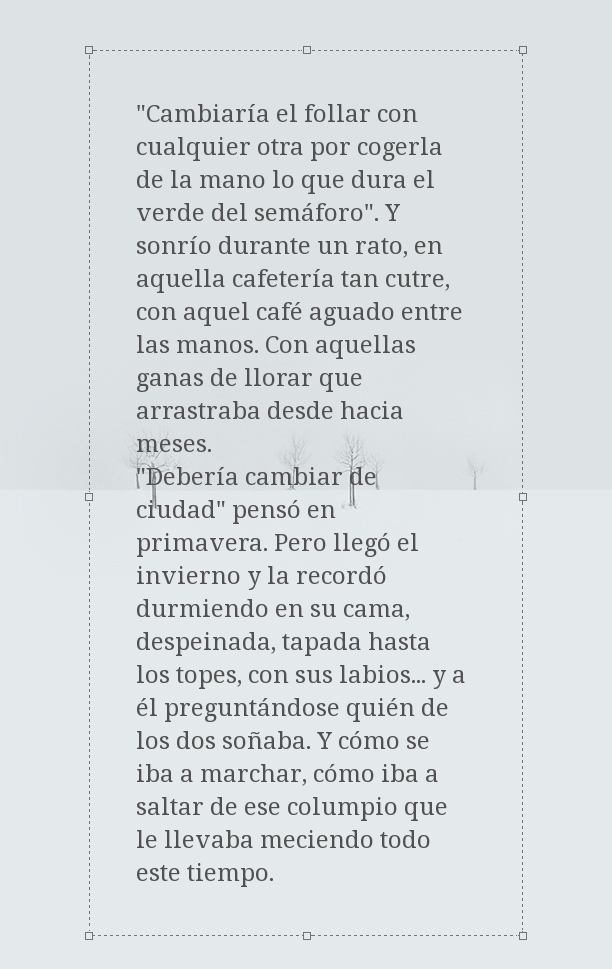 "Cambiaría el follar con
cualquier otra por cogerla
de la mano lo que dura el
verde del semáforo". Y
sonrío durante un rato, en
aquella cafetería tan cutre,
con aquel café aguado entre
las manos. Con aquellas
ganas de llorar que
arrastraba desde hacia
meses.
"Debería cambiar de
ciudad" pensó en
primavera. Pero llegó el
invierno y la recordó
durmiendo en su cama,
despeinada, tapada hasta
los topes, con sus labios... y a
él preguntándose quién de
los dos soñaba. Y cómo se
iba a marchar, cómo iba a
saltar de ese columpio que
le llevaba meciendo todo
este tiempo.